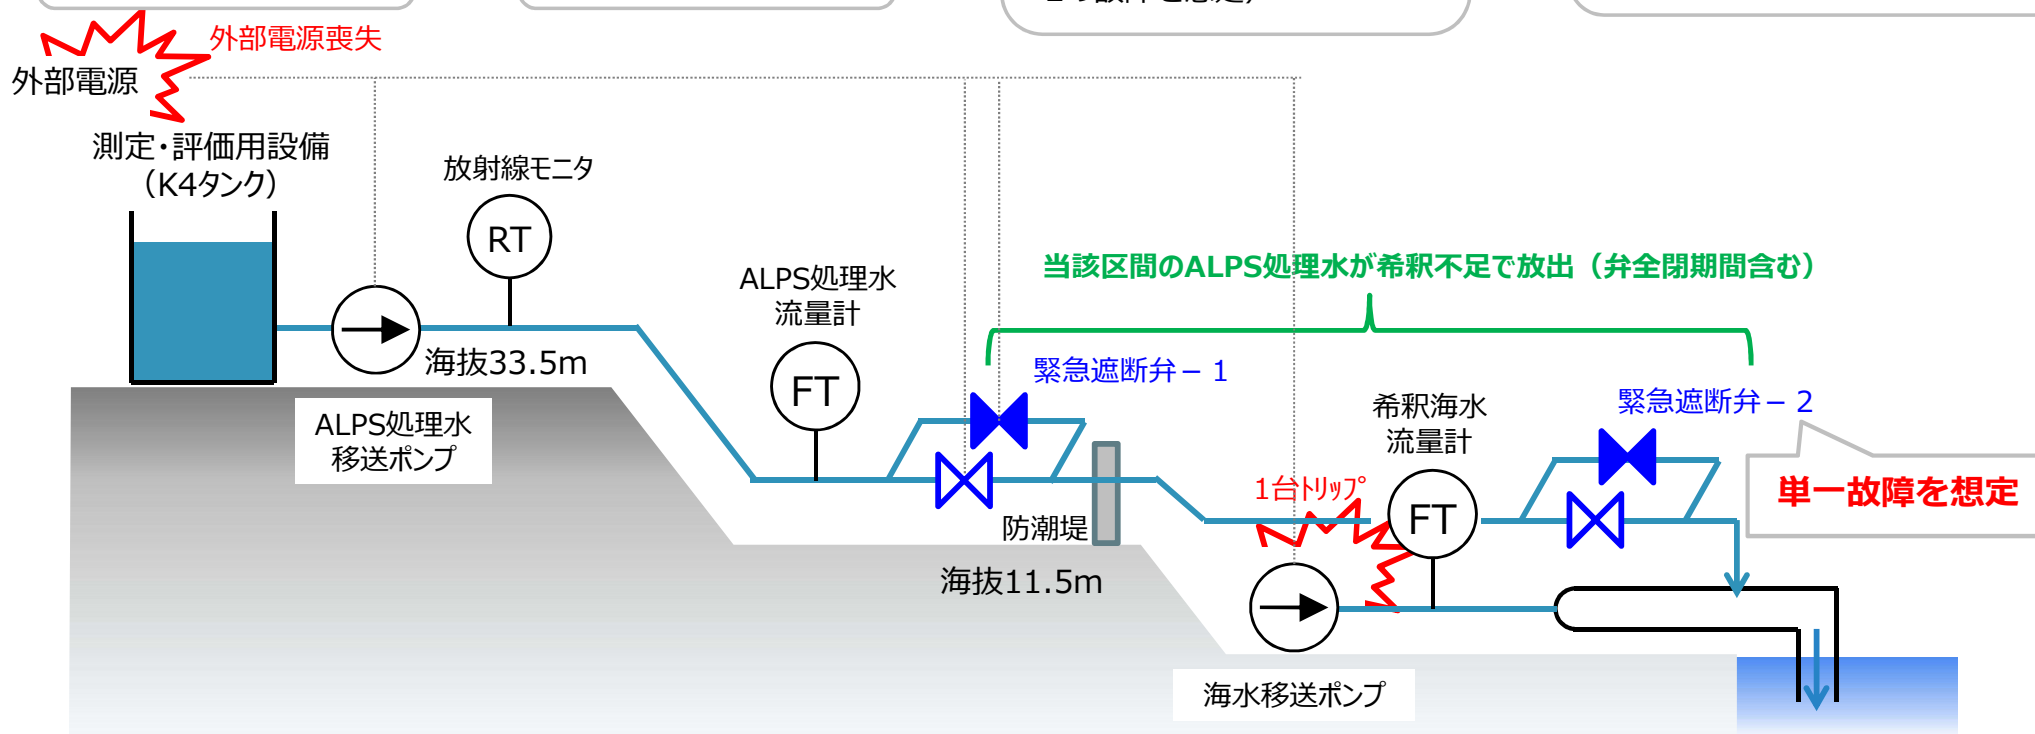 外部電源喪失
外部電源
測定・評価用設備
（K4タンク）
放射線モニタ
RT
ALPS処理水
流量計
FT
当該区間のALPS処理水が希釈不足で放出（弁全閉期間含む）
海抜33.5m
緊急遮断弁－1
ALPS処理水
移送ポンプ
希釈海水
流量計
緊急遮断弁－2
1台トリップ
FT
単一故障を想定
防潮堤
海抜11.5m
海水移送ポンプ